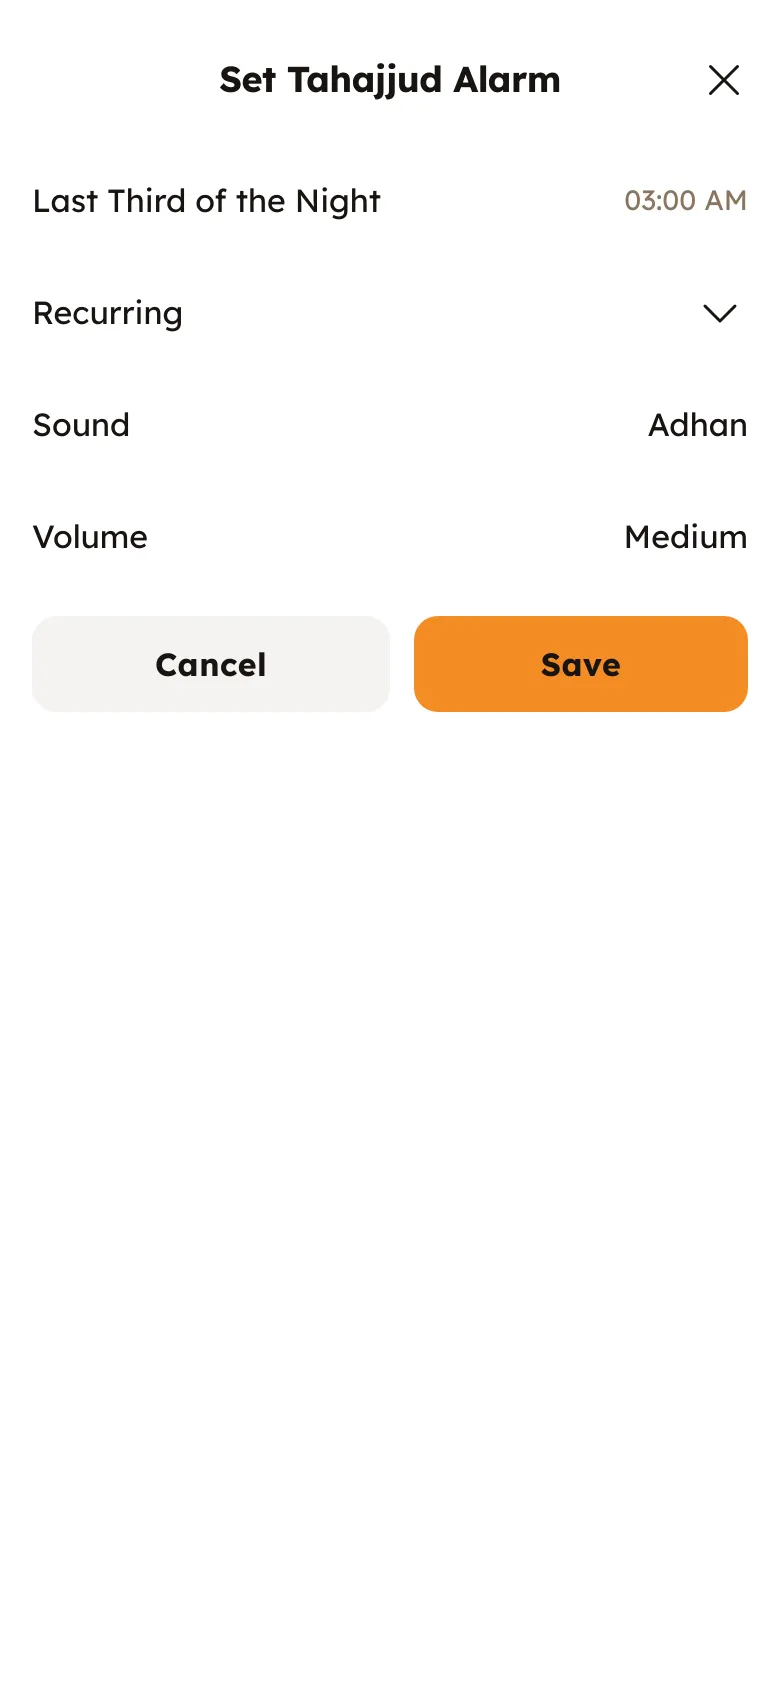 Set Tahajjud Alarm
Last Third of the Night 03:00 AM
Recurring
Sound Adhan
Volume Medium
Cancel Save